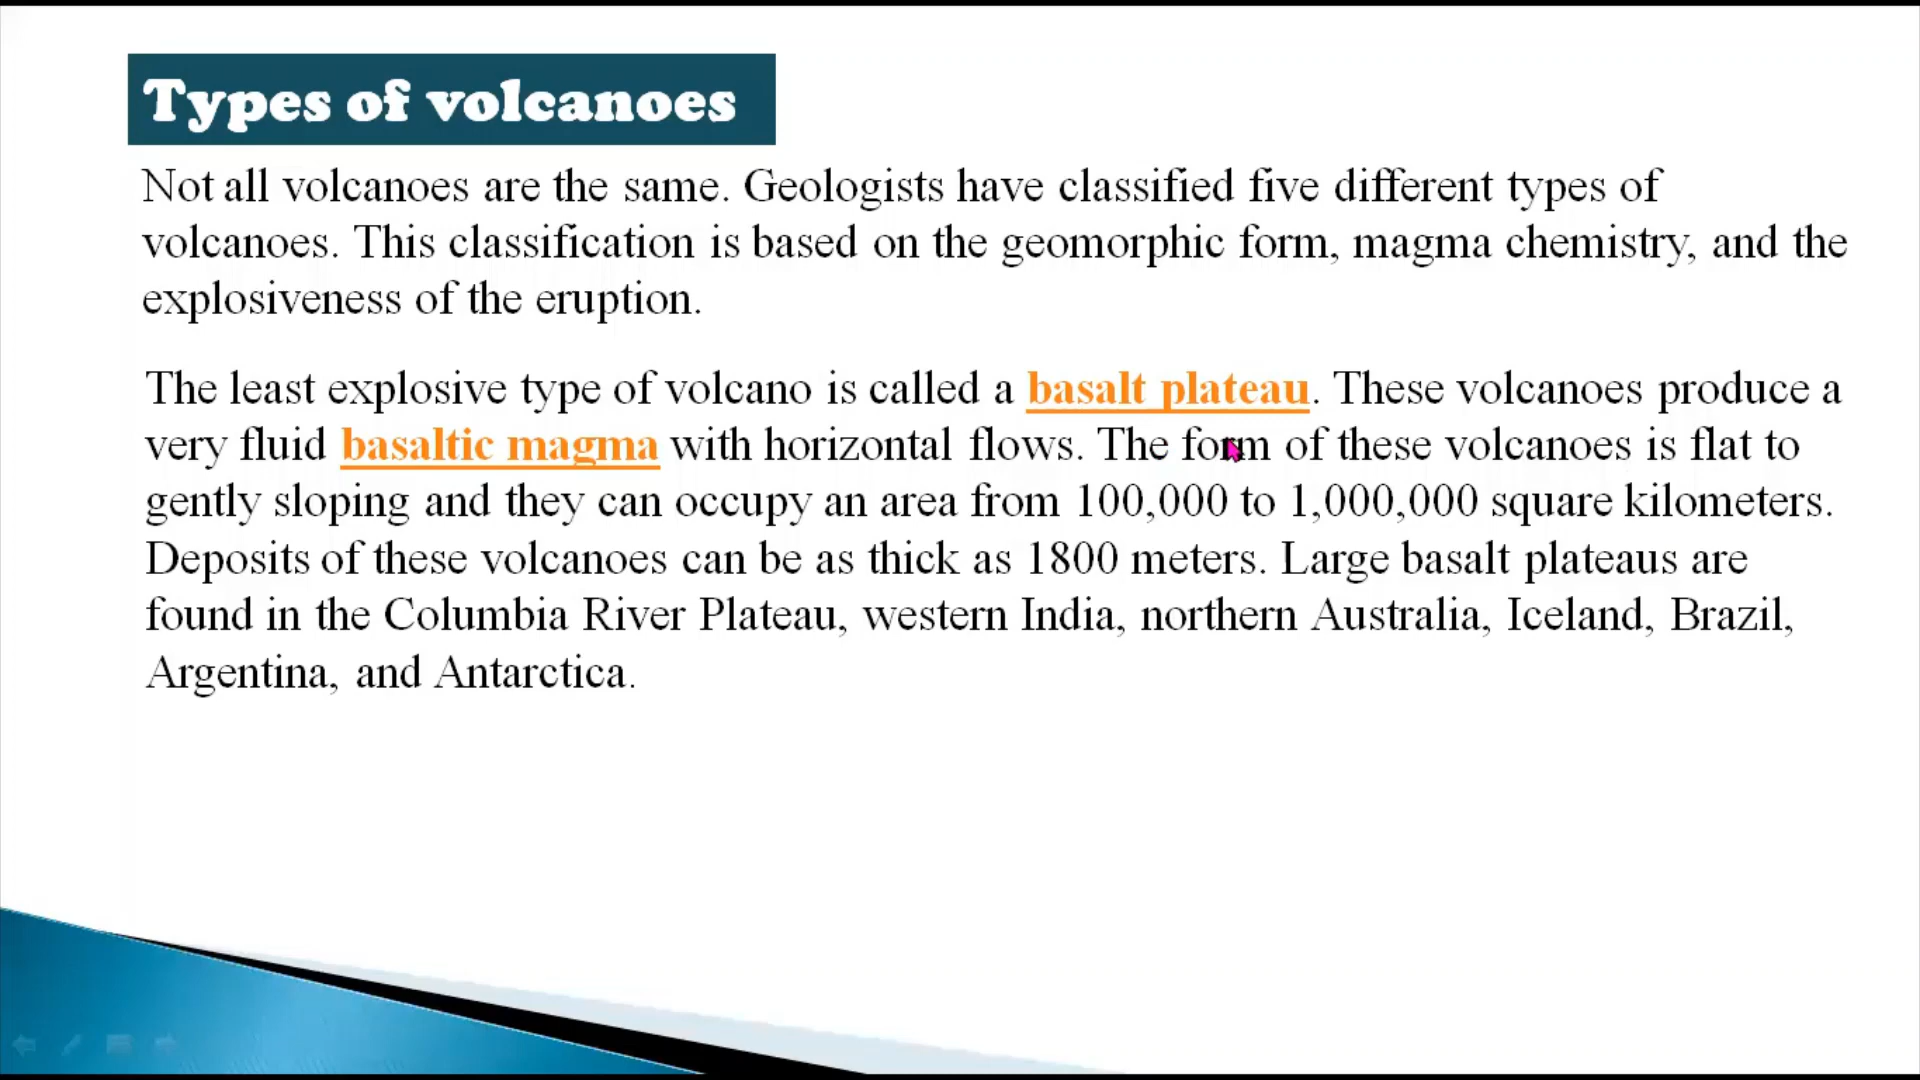 Types of volcanoes
Not all volcanoes are the same. Geologists have classified five different types of
volcanoes. This classification is based on the geomorphic form, magma chemistry, and the
explosiveness of the eruption.
The least explosive type of volcano is called a basalt plateau. These volcanoes produce a
very fluid basaltic magma with horizontal flows. The form of these volcanoes is flat to
gently sloping and they can occupy an area from 100,000 to 1,000,000 square kilometers.
Deposits of these volcanoes can be as thick as 1800 meters. Large basalt plateaus are
found in the Columbia River Plateau, western India, northern Australia, Iceland, Brazil,
Argentina, and Antarctica.